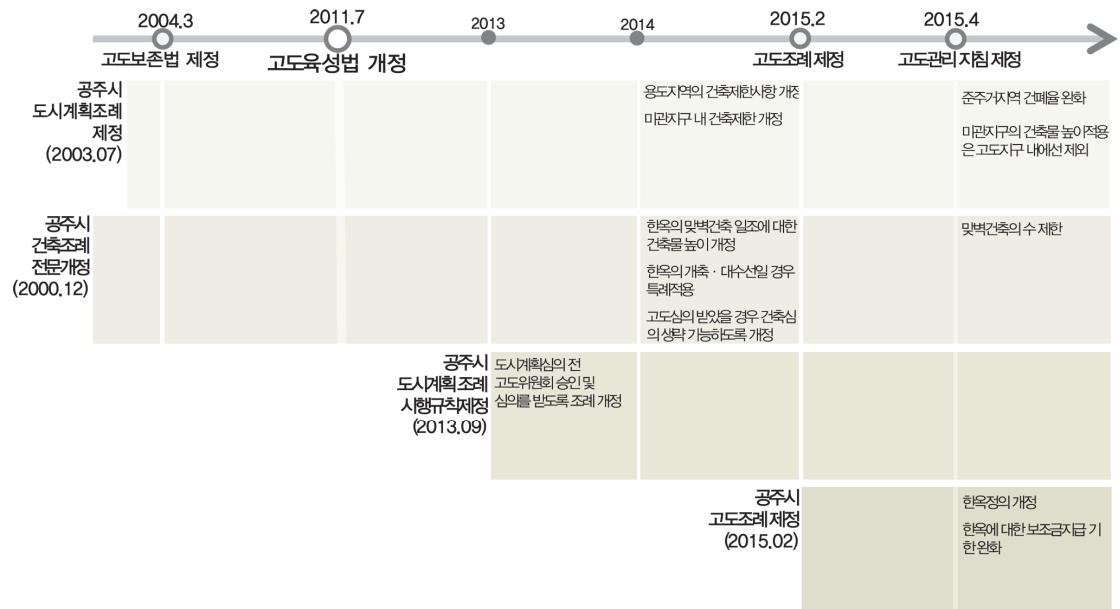 2004.3
2011.7
2013
2014
2015.2
2015.4
고도보존법 제정
고도육성법 개정
고도조례 제정
고도관리 지침 제정
공주시
도시계획조례
제정
(2003.07)
용도지역의 건축제한사항 개정
미관지구 내 건축제한 개정
준주거지역 건폐율 완화
미관지구의 건축물 높이적용
은 고도지구 내에선 제외
공주시
건축조례
전문개정
(2000.12)
한옥의 맞벽건축 일조에 대한
건축물 높이 개정
한옥의 개축 · 대수선일 경우
특례적용
고도심의 받았을 경우 건축심
의 생략 가능하도록 개정
맞벽건축의 수 제한
공주시
도시계획 조례
시행규칙제정
(2013.09)
도시계획심의 전
고도위원회 승인 및
심의를 받도록 조례 개정
공주시
고도조례 제정
(2015.02)
한옥정의 개정
한옥에 대한 보조금지급 기
한 완화